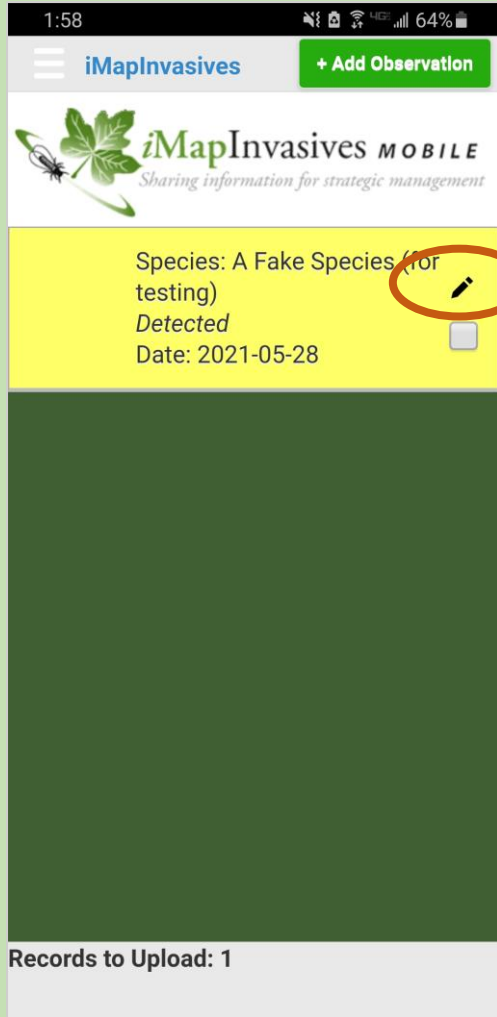 1:58 4GE 64%
iMapInvasives + Add Observation
iMapInvasives MOBILE
Sharing information for strategic management
Species: A Fake Species (for
testing)
Detected
Date: 2021-05-28
Records to Upload: 1